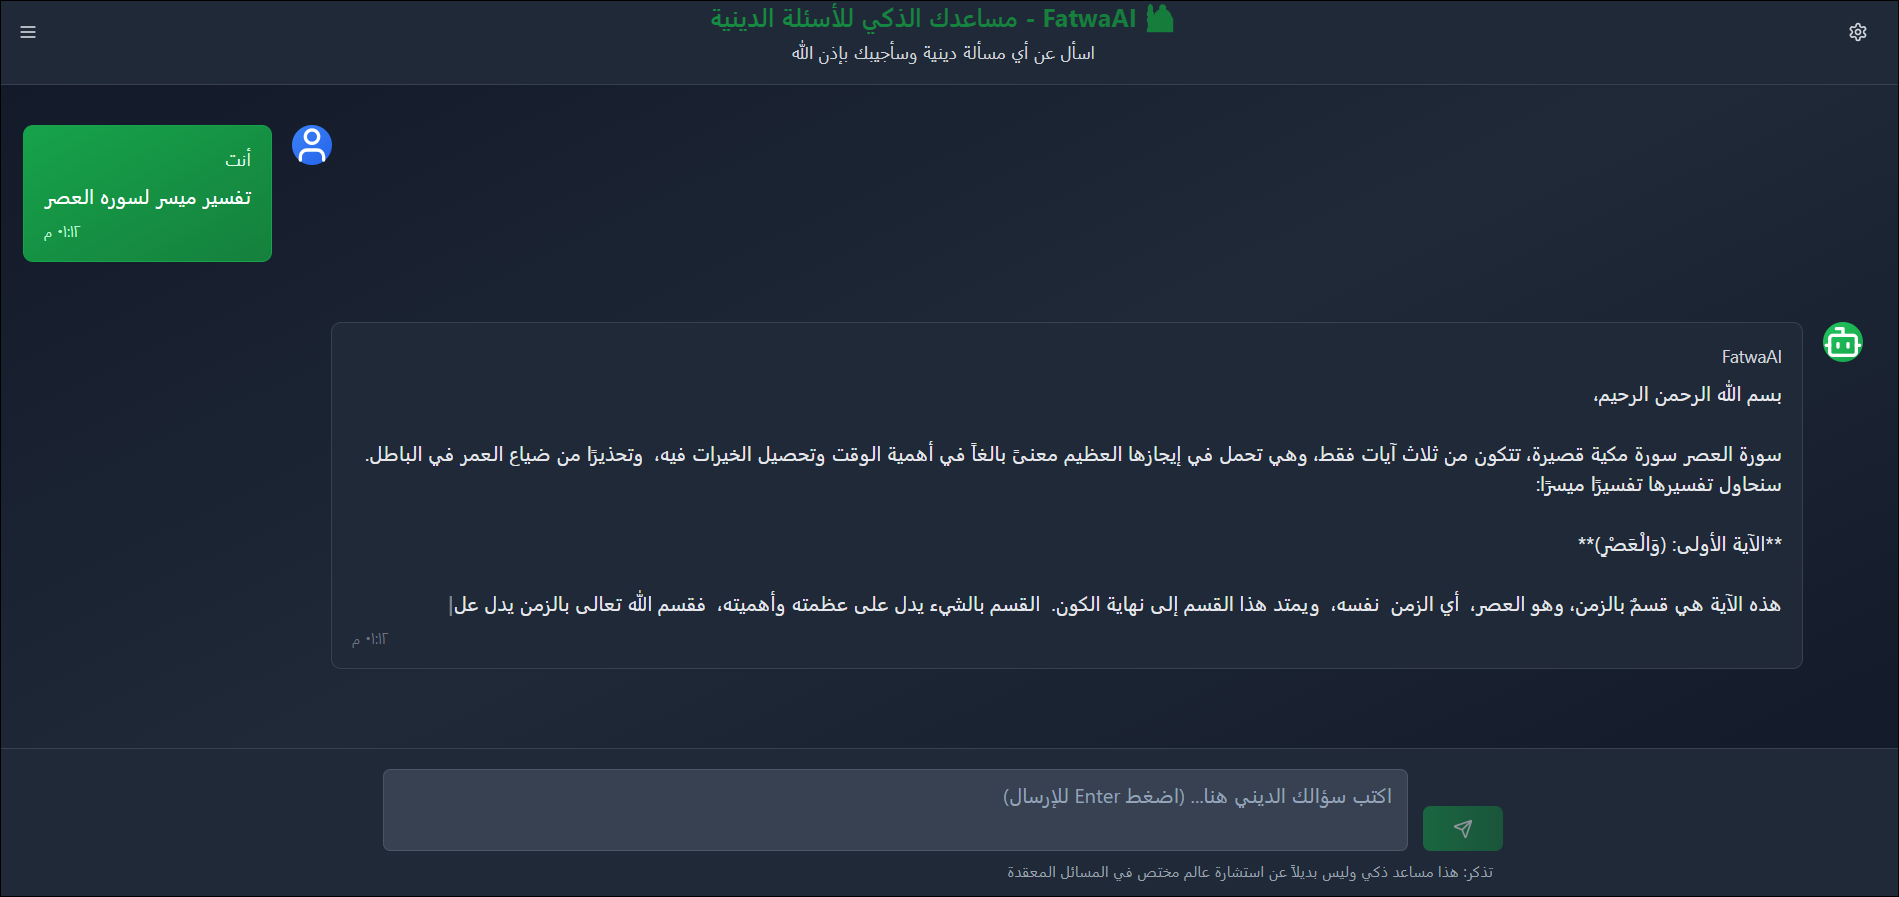 FatwaAI - مساعدك الذكي للأسئلة الدينية
اسأل عن أي مسألة دينية وسأجيبك بإذن الله
أنت
تفسير ميسر لسوره العصر
٠١:١٢ م
FatwaAI
بسم الله الرحمن الرحيم،
سورة العصر سورة مكية قصيرة، تتكون من ثلاث آيات فقط، وهي تحمل في إيجازها العظيم معنىً بالغاً في أهمية الوقت وتحصيل الخيرات فيه، وتحذيرًا من ضياع العمر في الباطل.
سنحاول تفسيرها تفسيرًا ميسرًا:
**الآية الأولى: (وَالْعَصْرِ)**
هذه الآية هي قسمٌ بالزمن، وهو العصر، أي الزمن نفسه، ويمتد هذا القسم إلى نهاية الكون. القسم بالشيء يدل على عظمته وأهميته، فقسم الله تعالى بالزمن يدل عل
٠١:١٢ م
اكتب سؤالك الديني هنا... (اضغط Enter للإرسال)
تذكر: هذا مساعد ذكي وليس بديلاً عن استشارة عالم مختص في المسائل المعقدة